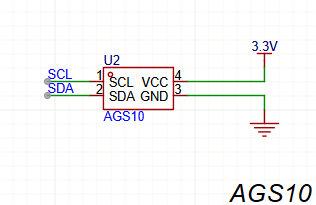 U2
3.3V
SCL 1 SCL VCC 4
SDA 2 SDA GND 3
AGS10
AGS10